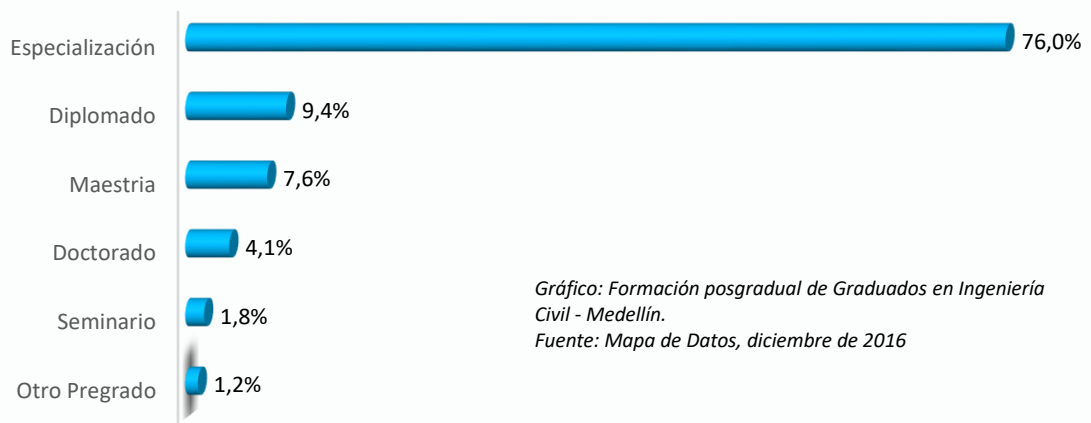 Especialización 76,0%
Diplomado 9,4%
Maestria 7,6%
Doctorado 4,1%
Seminario 1,8%
Otro Pregrado 1,2%
Gráfico: Formación posgradual de Graduados en Ingeniería
Civil - Medellín.
Fuente: Mapa de Datos, diciembre de 2016